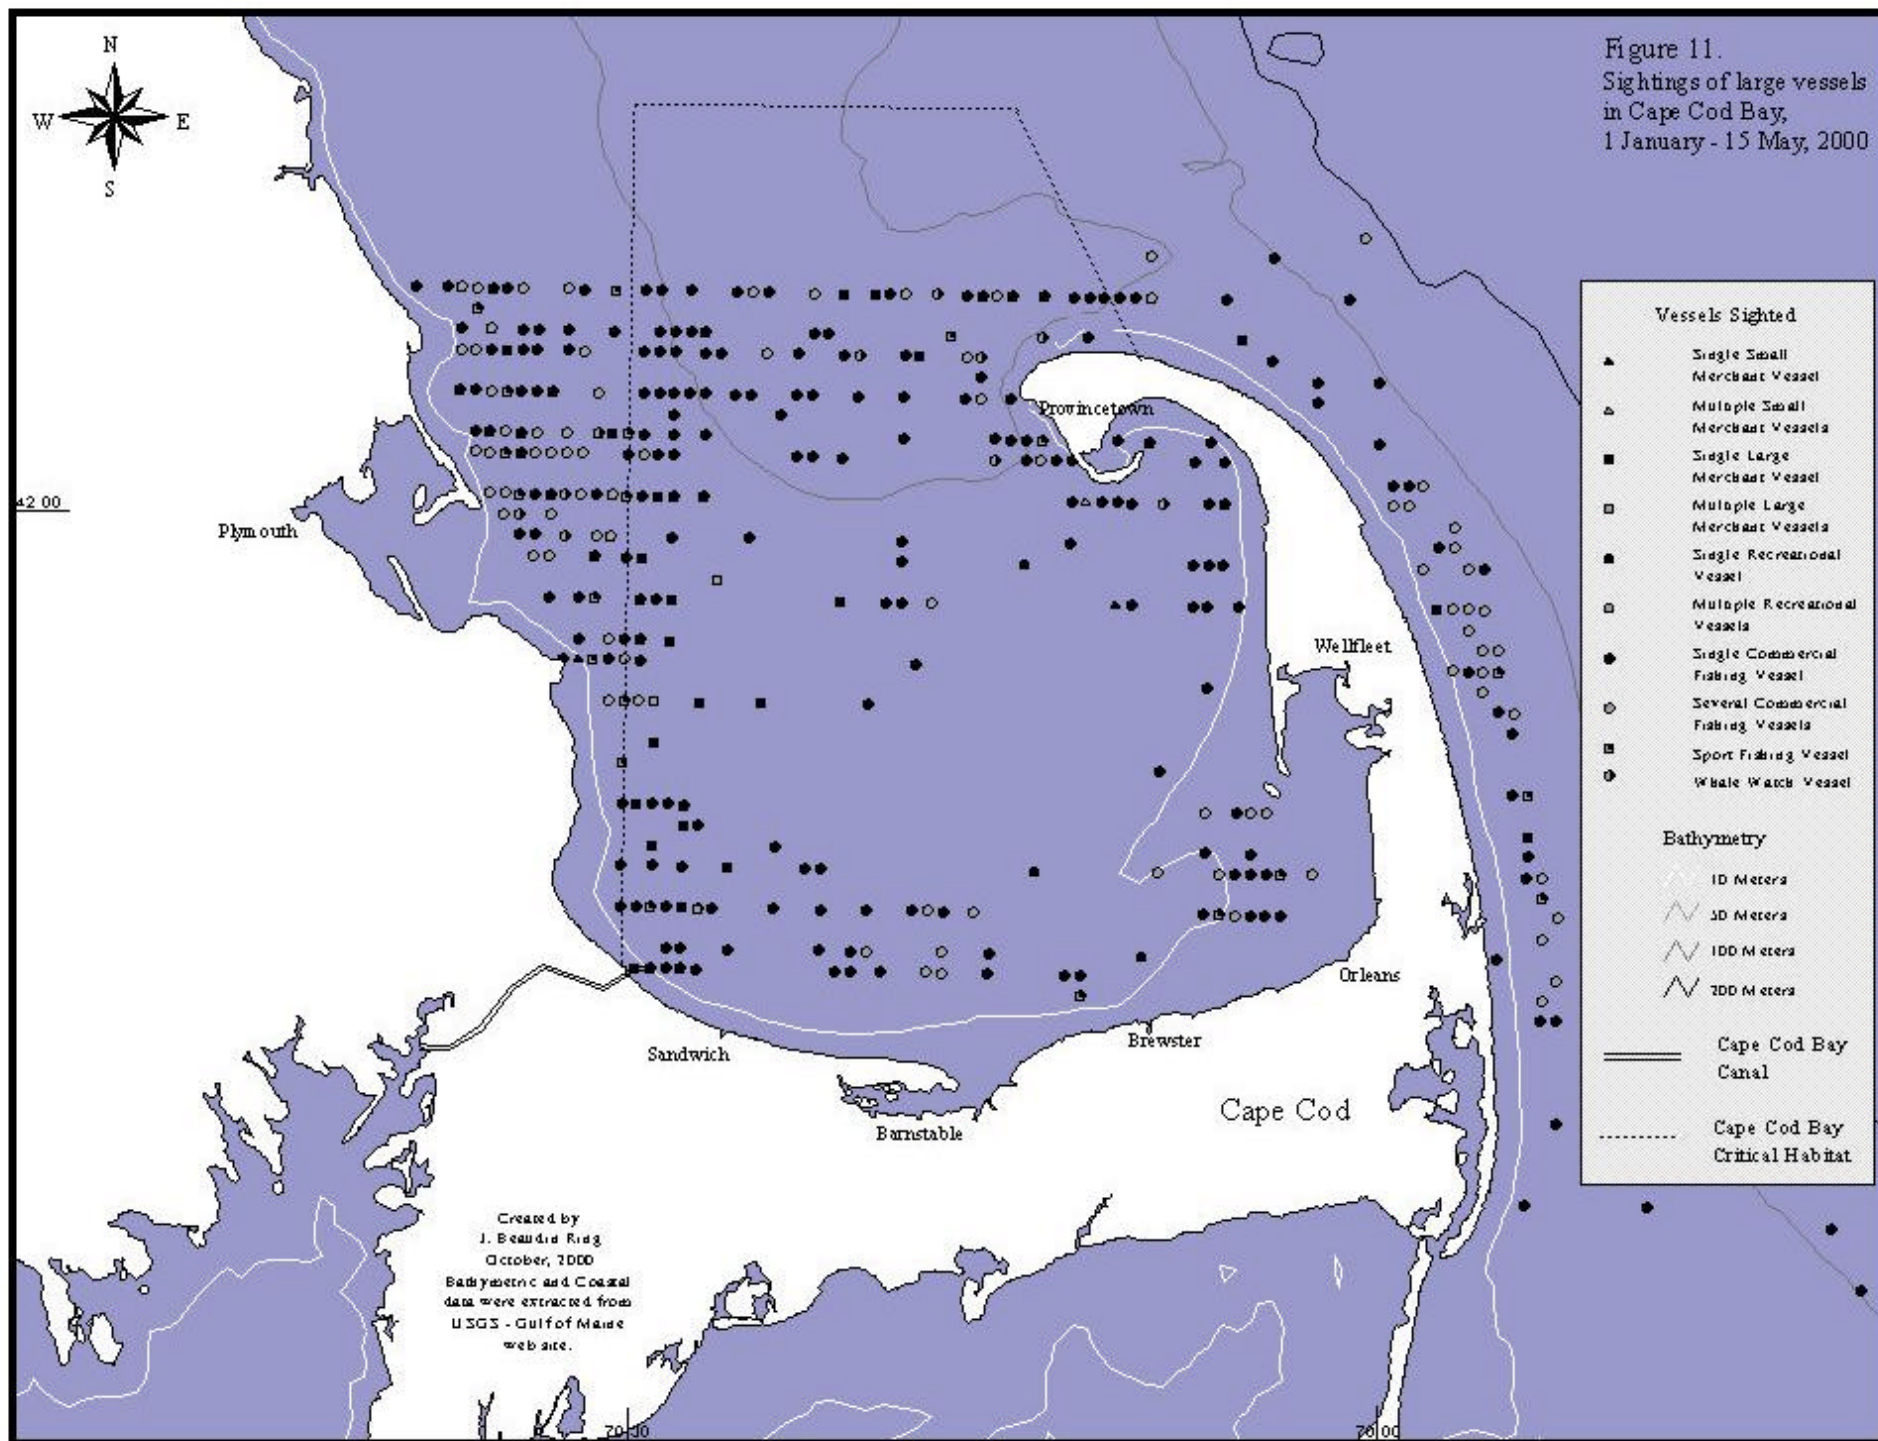 Figure 11.
Sightings of large vessels
in Cape Cod Bay,
1 January - 15 May, 2000
N
W
E
S
Provincetown
42 00
Plymouth
Wellfleet
Orleans
Sandwich
Brewster
Barnstable
Cape Cod
Vessels Sighted
Single Small
Merchant Vessel
Multiple Small
Merchant Vessels
Single Large
Merchant Vessel
Multiple Large
Merchant Vessels
Single Recreational
Vessel
Multiple Recreational
Vessels
Single Commercial
Fishing Vessel
Several Commercial
Fishing Vessels
Sport Fishing Vessel
Whale Watch Vessel
Bathymetry
10 Meters
50 Meters
100 Meters
200 Meters
Cape Cod Bay
Canal
Cape Cod Bay
Critical Habitat
Created by
J. Beaudin Ring
October, 2000
Bathymetric and Coastal
data were extracted from
USGS - Gulf of Maine
web site.
70 00